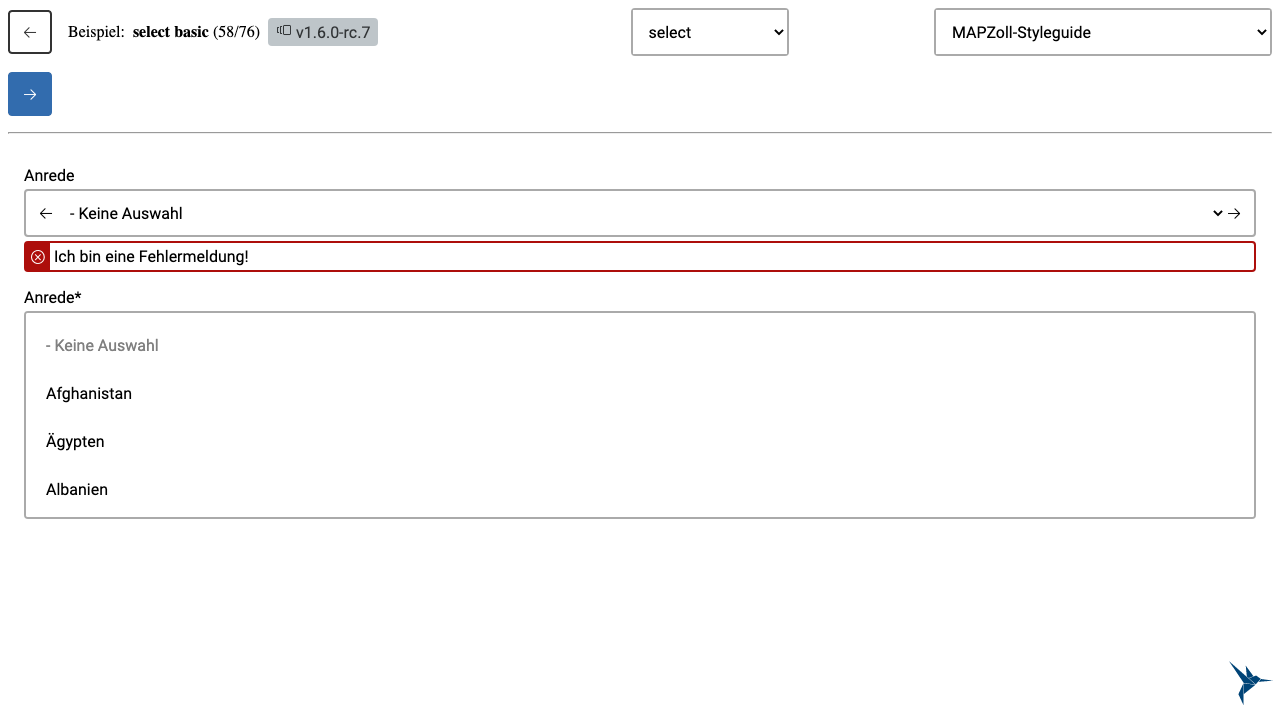 Beispiel: select basic (58/76) v1.6.0-rc.7 select MAPZoll-Styleguide
Anrede
- Keine Auswahl
Ich bin eine Fehlermeldung!
Anrede*
- Keine Auswahl
Afghanistan
Ägypten
Albanien